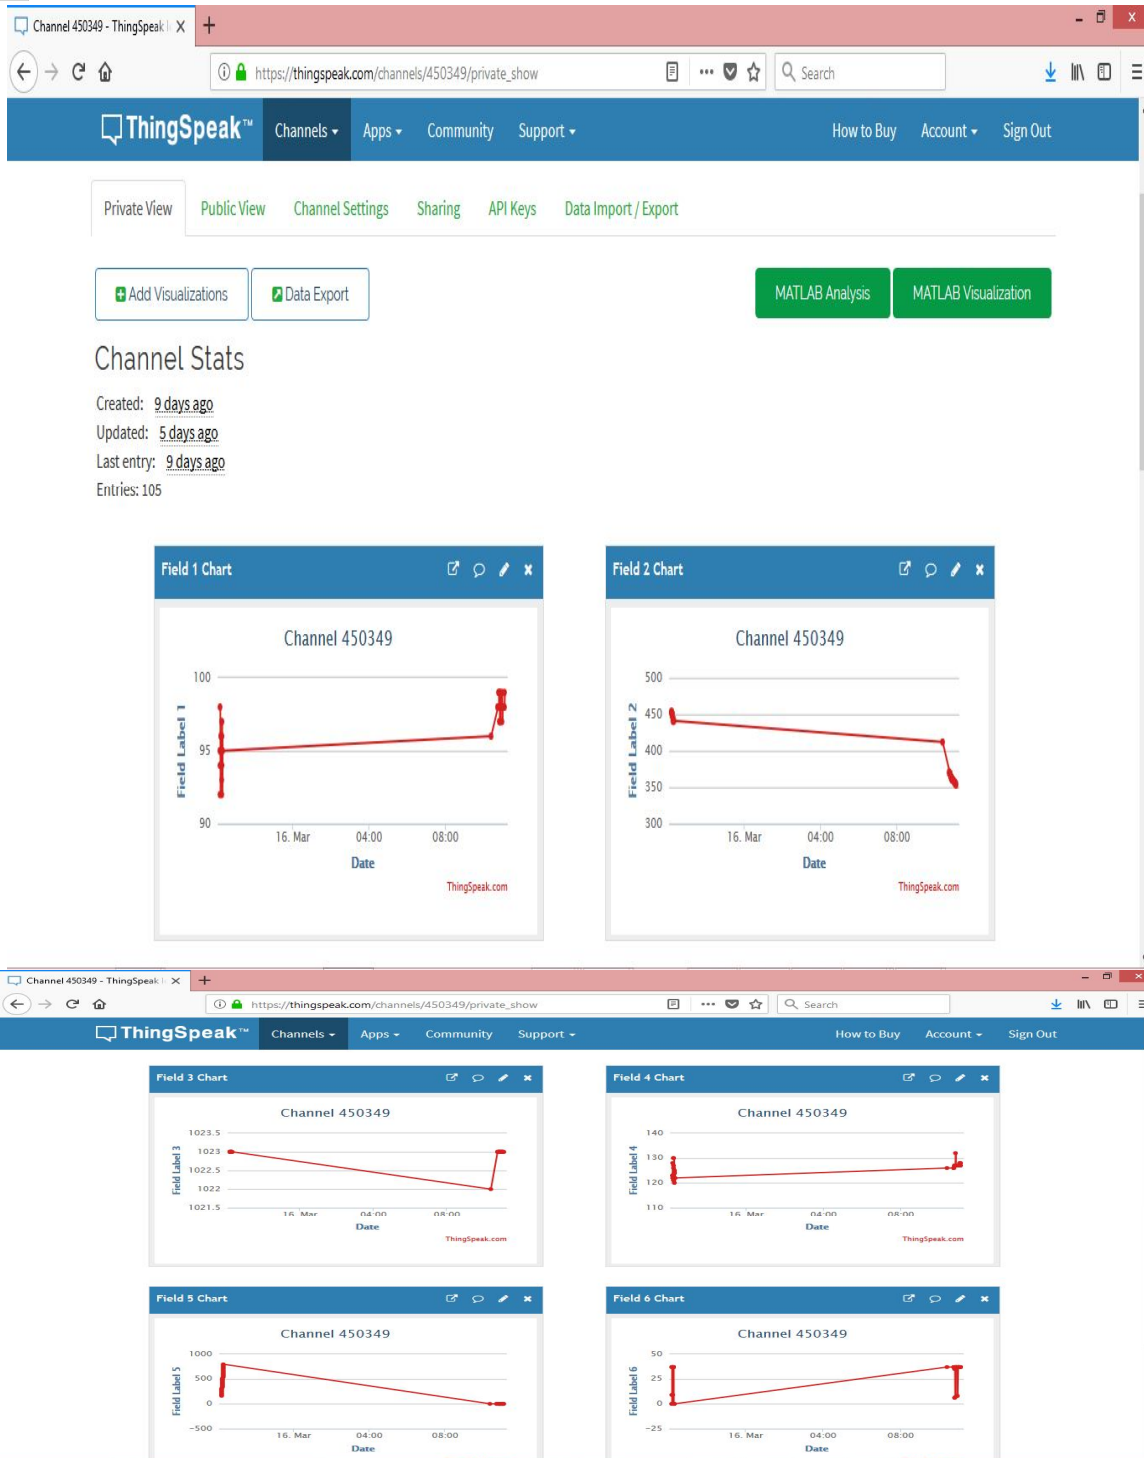 Channel 450349 - ThingSpeak I
https://thingspeak.com/channels/450349/private_show
Search
ThingSpeak™ Channels Apps Community Support How to Buy Account Sign Out
Private View Public View Channel Settings Sharing API Keys Data Import / Export
Add Visualizations Data Export MATLAB Analysis MATLAB Visualization
Channel Stats
Created: 9 days ago
Updated: 5 days ago
Last entry: 9 days ago
Entries: 105
Field 1 Chart
Channel 450349
Field Label 1
100
95
90
16. Mar 04:00 08:00
Date
ThingSpeak.com
Field 2 Chart
Channel 450349
Field Label 2
500
450
400
350
300
16. Mar 04:00 08:00
Date
ThingSpeak.com
Channel 450349 - ThingSpeak I
https://thingspeak.com/channels/450349/private_show
Search
ThingSpeak™ Channels Apps Community Support How to Buy Account Sign Out
Field 3 Chart
Channel 450349
Field Label 3
1023.5
1023
1022.5
1022
1021.5
16. Mar 04:00 08:00
Date
ThingSpeak.com
Field 4 Chart
Channel 450349
Field Label 4
140
130
120
110
16. Mar 04:00 08:00
Date
ThingSpeak.com
Field 5 Chart
Channel 450349
Field Label 5
1000
500
0
-500
16. Mar 04:00 08:00
Date
Field 6 Chart
Channel 450349
Field Label 6
50
25
0
-25
16. Mar 04:00 08:00
Date